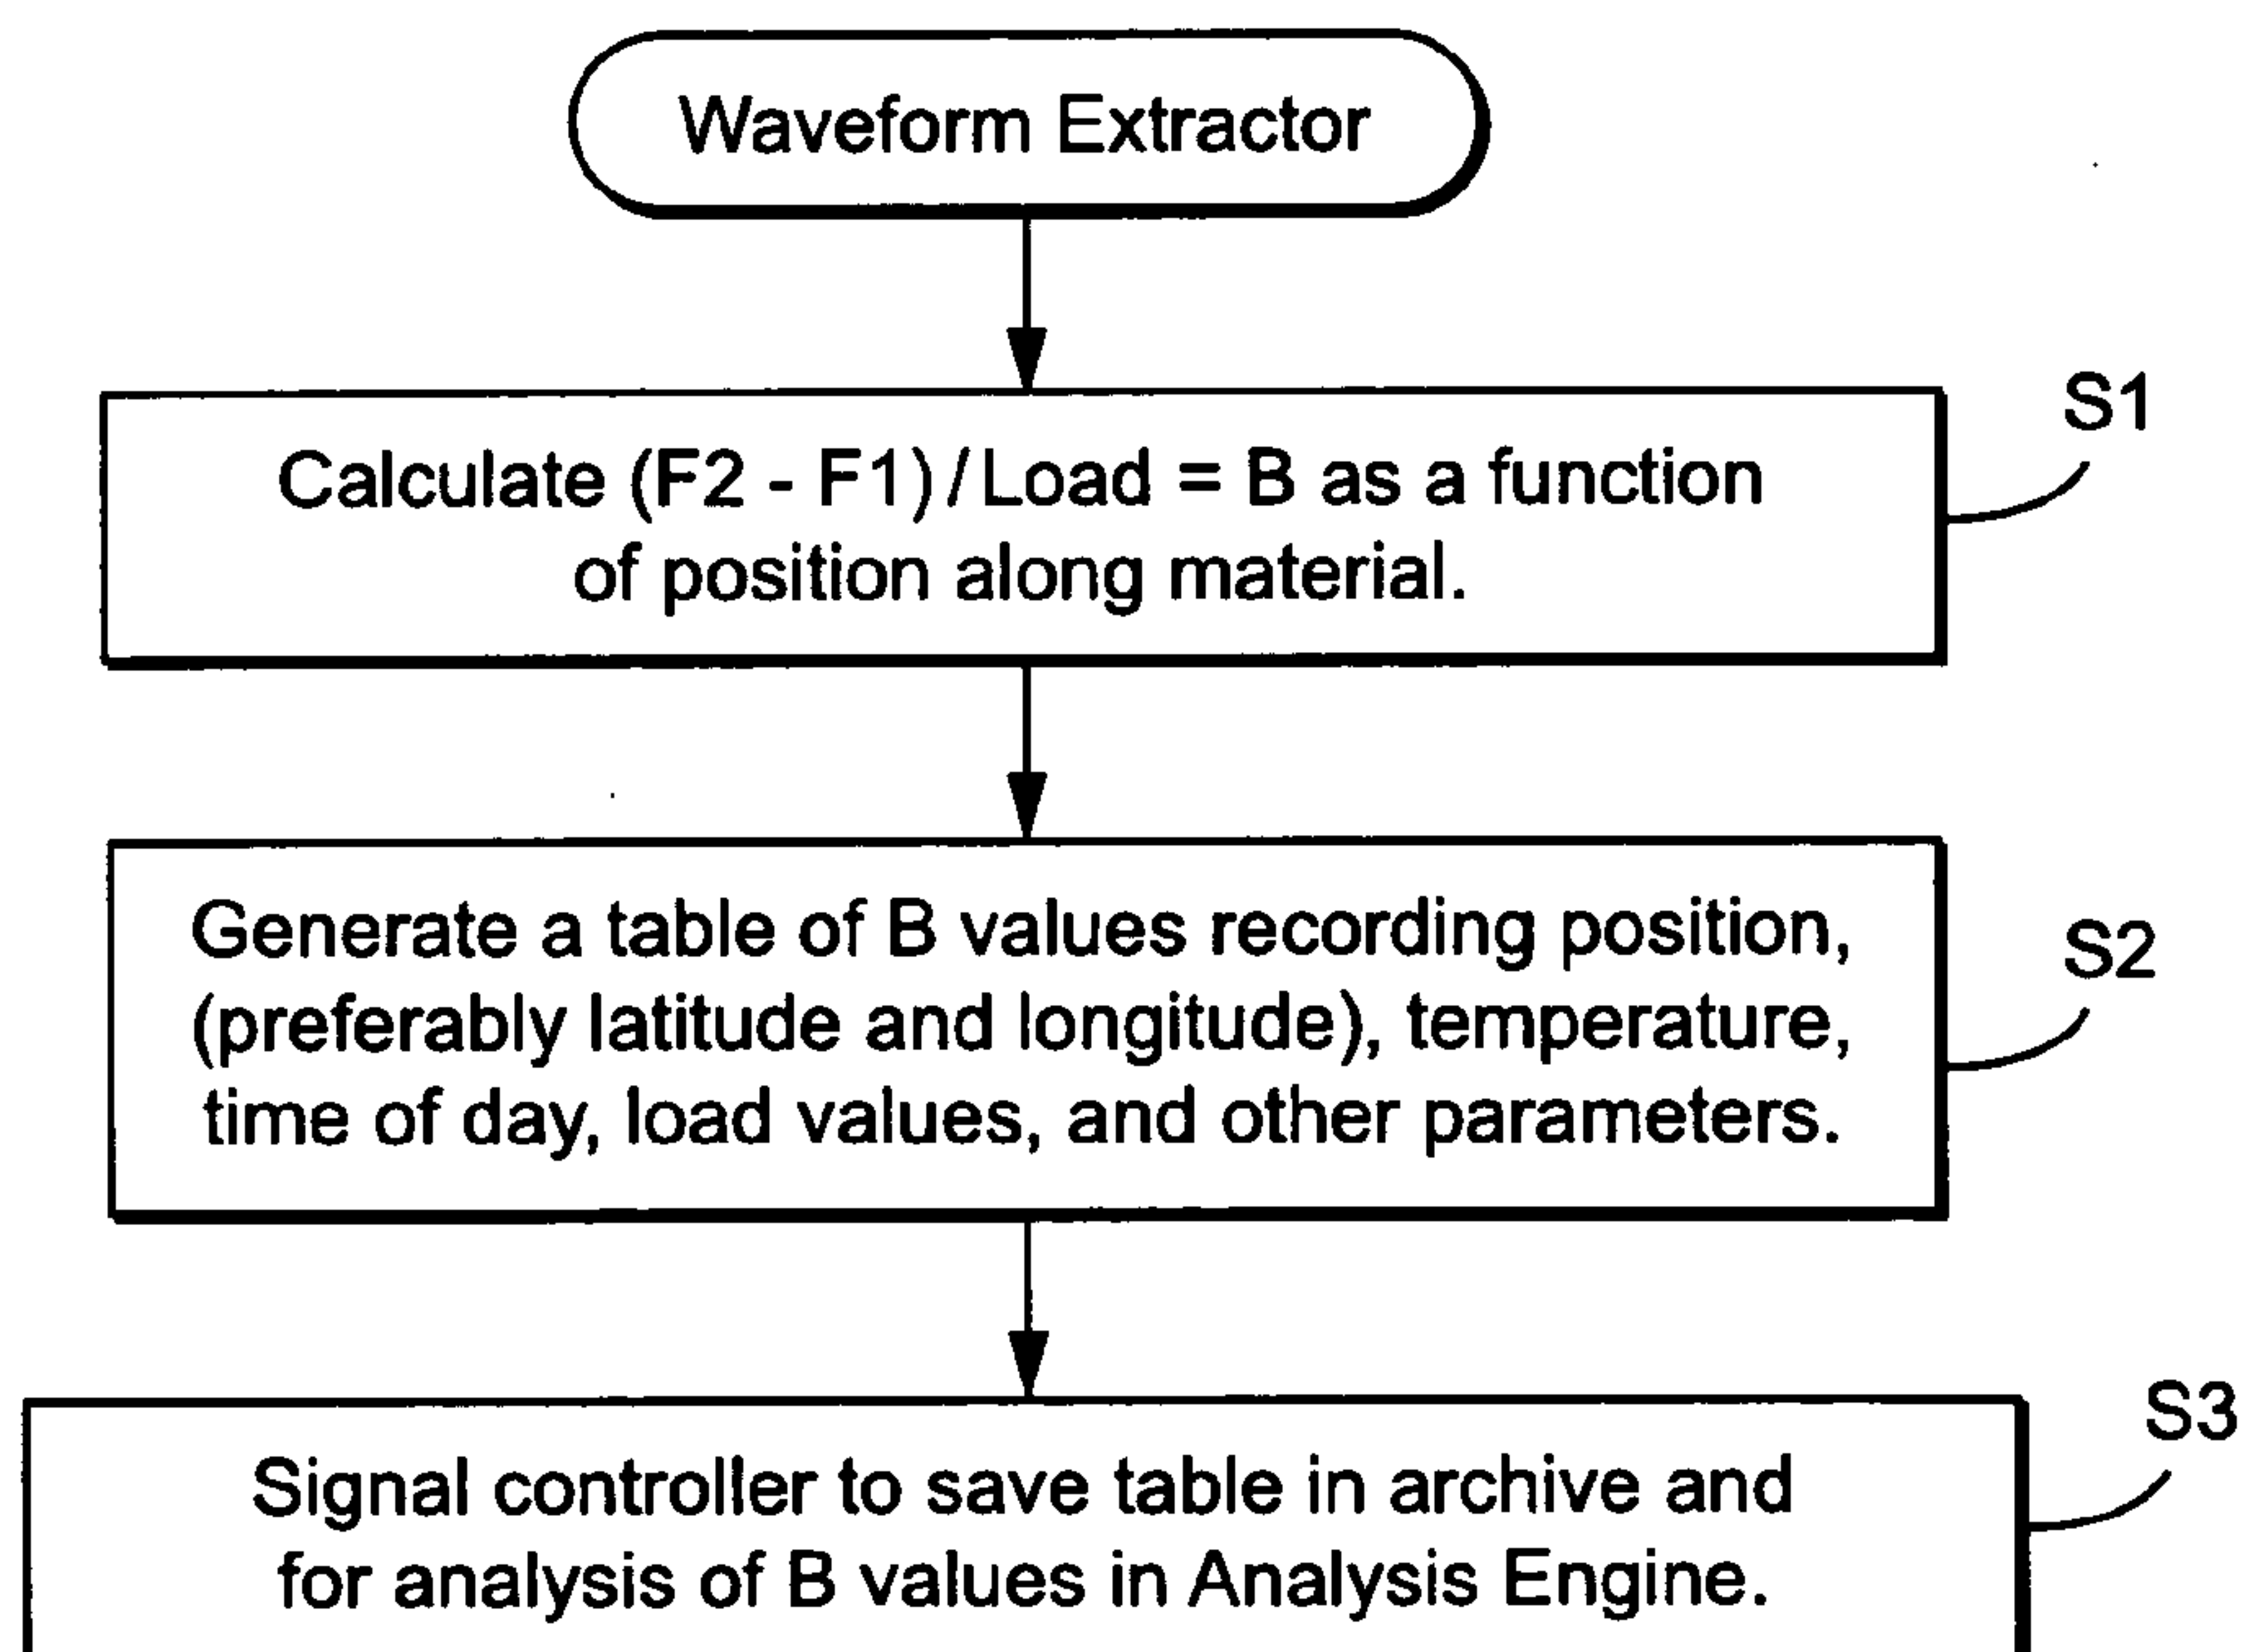 Waveform Extractor
S1
Calculate (F2 - F1)/Load = B as a function
of position along material.
Generate a table of B values recording position,
S2
(preferably latitude and longitude), temperature,
time of day, load values, and other parameters.
S3
Signal controller to save table in archive and
for analysis of B values in Analysis Engine.